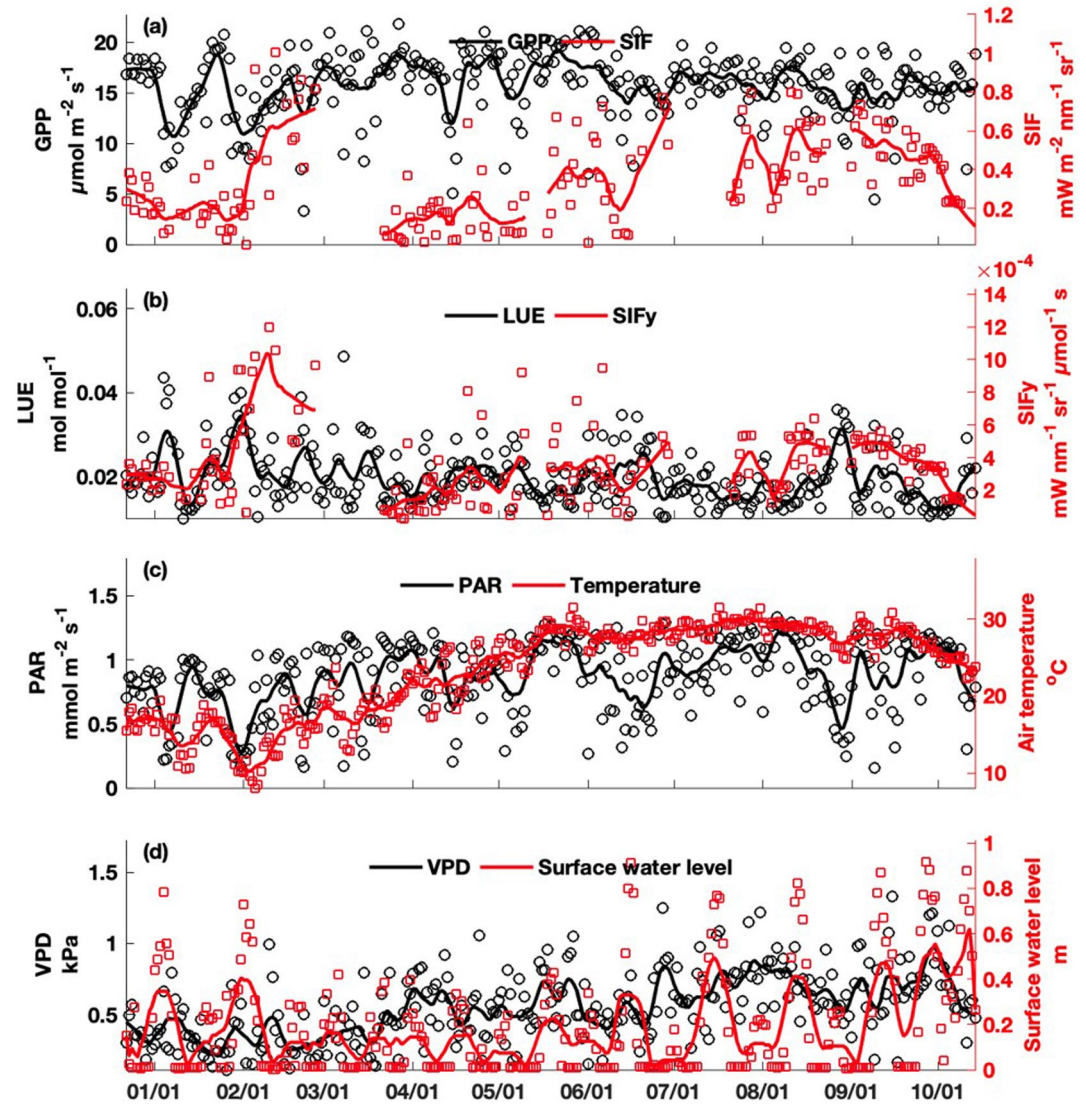 (a)
GPP SIF
20
15
10
5
0
GPP
µmol m-2 s-1
1.2
1
0.8
0.6
0.4
0.2
SIF
mW m-2 nm-1 sr-1
×10-4
(b)
LUE SIFy
0.06
0.04
0.02
LUE
mol mol-1
14
12
10
8
6
4
2
SIFy
mW nm-1 sr-1 µmol-1 s
(c)
PAR Temperature
1.5
1
0.5
0
PAR
mmol m-2 s-1
30
20
10
Air temperature
oC
(d)
VPD Surface water level
1.5
1
0.5
VPD
kPa
1
0.8
0.6
0.4
0.2
0
Surface water level
m
01/01 02/01 03/01 04/01 05/01 06/01 07/01 08/01 09/01 10/01